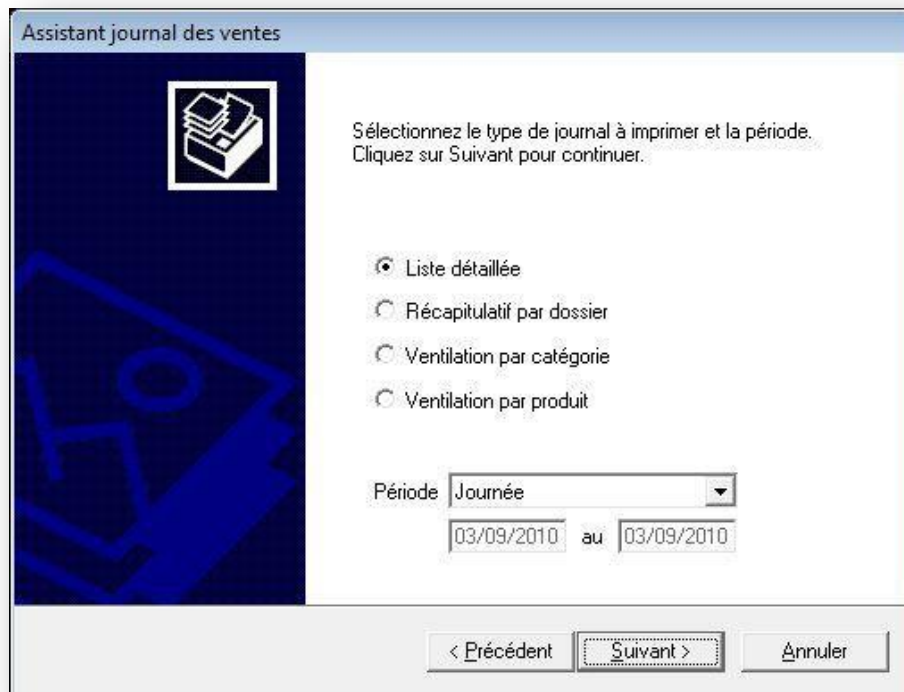 Assistant journal des ventes
Sélectionnez le type de journal à imprimer et la période.
Cliquez sur Suivant pour continuer.
Liste détaillée
Récapitulatif par dossier
Ventilation par catégorie
Ventilation par produit
Période Journée
03/09/2010 au 03/09/2010
< Précédent Suivant > Annuler